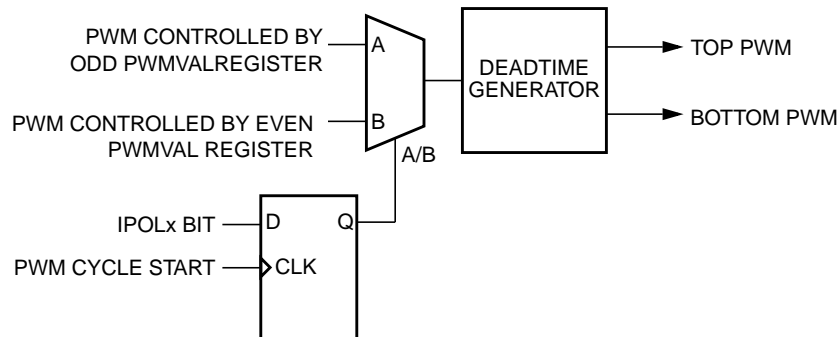 PWM CONTROLLED BY
ODD PWMVALREGISTER
A
DEADTIME
GENERATOR
TOP PWM
BOTTOM PWM
PWM CONTROLLED BY EVEN
PWMVAL REGISTER
B
A/B
IPOLx BIT
D
Q
PWM CYCLE START
CLK